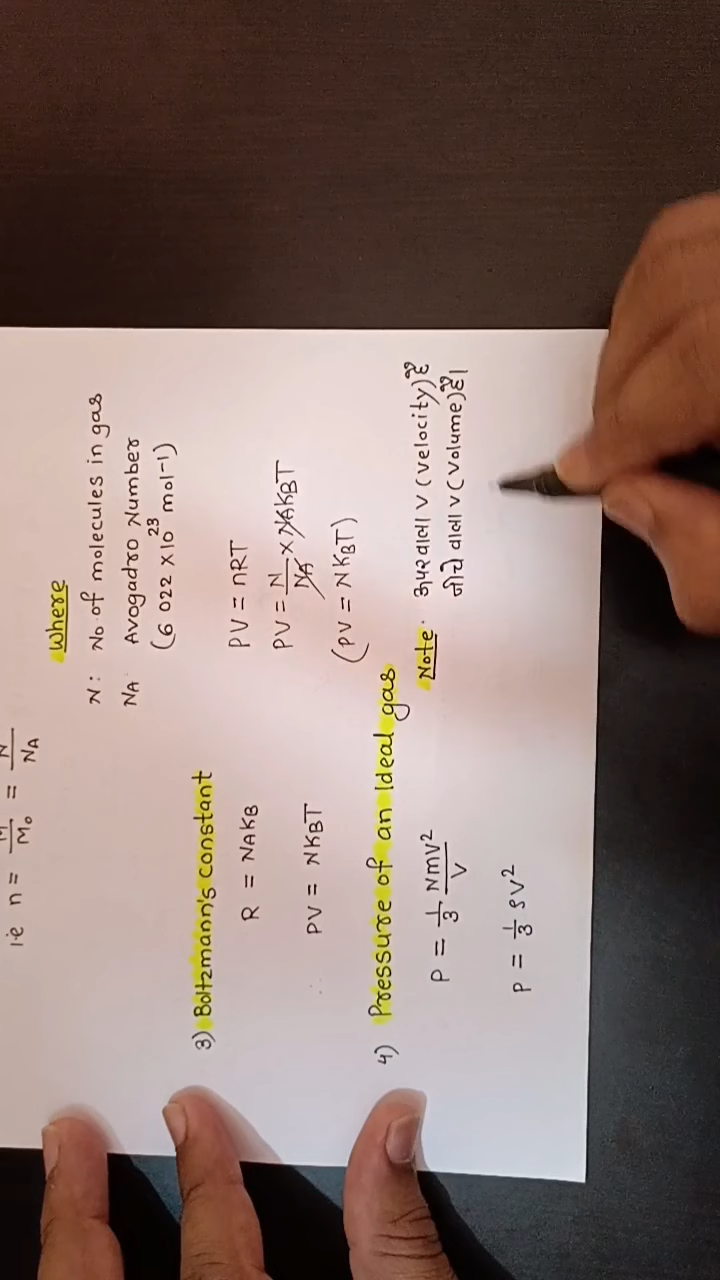 i.e n = M/M₀ = N/NA
Where
N: No of molecules in gas
NA: Avogadro Number
(6 022 x10²³ mol-1)
3) Boltzmann's constant
R = NAKB
PV = nRT
PV = N/NA x NAKBT
∴ PV = NKBT
(PV = NKBT)
4) Pressure of an Ideal gas
P = 1/3 NmV²/V
Note: ऊपर वाला v (velocity) है
नीचे वाला v (volume) है।
P = 1/3 ρV²